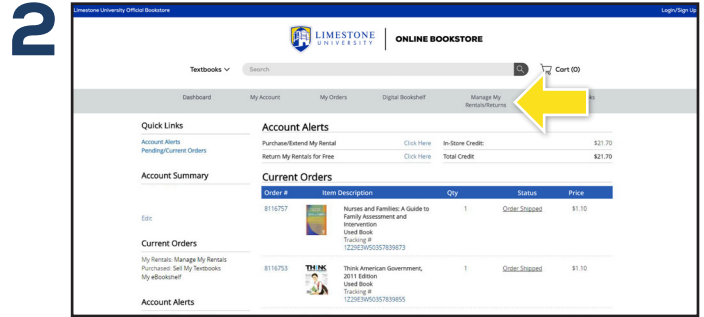 2
Limestone University Official Bookstore
Login/Sign Up
LIMESTONE
UNIVERSITY
ONLINE BOOKSTORE
Textbooks
Search
Cart (0)
Dashboard
My Account
My Orders
Digital Bookshelf
Manage My
Rentals/Returns
Quick Links
Account Alerts
Pending/Current Orders
Account Summary
Edit
Current Orders
My Rentals: Manage My Rentals
Purchased: Sell My Textbooks
My eBookshelf
Account Alerts
Account Alerts
Purchase/Extend My Rental Click Here In-Store Credit: $21.70
Return My Rentals for Free Click Here Total Credit $21.70
Current Orders
Order # Item Description Qty Status Price
8116757 Nurses and Families: A Guide to 1 Order Shipped $1.10
Family Assessment and
Intervention
Used Book
Tracking #
1Z29E3W50357839873
8116753 THINK Think American Government, 1 Order Shipped $1.10
2011 Edition
Used Book
Tracking #
1Z29E3W50357839855